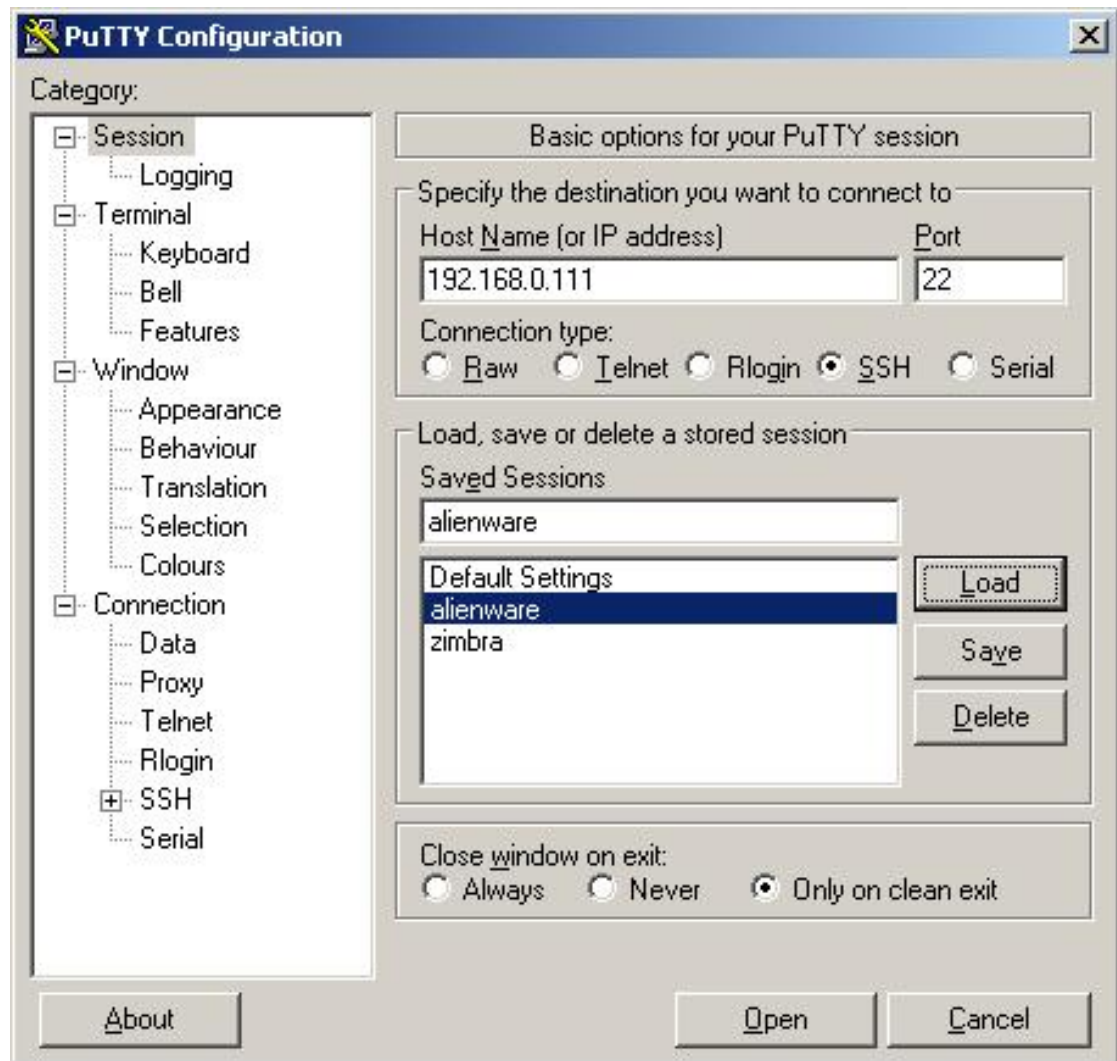 PuTTY Configuration
Category:
Session
Logging
Terminal
Keyboard
Bell
Features
Window
Appearance
Behaviour
Translation
Selection
Colours
Connection
Data
Proxy
Telnet
Rlogin
SSH
Serial
Basic options for your PuTTY session
Specify the destination you want to connect to
Host Name (or IP address) Port
192.168.0.111 22
Connection type:
Raw Telnet Rlogin SSH Serial
Load, save or delete a stored session
Saved Sessions
alienware
Default Settings
alienware
zimbra
Load
Save
Delete
Close window on exit:
Always Never Only on clean exit
About Open Cancel